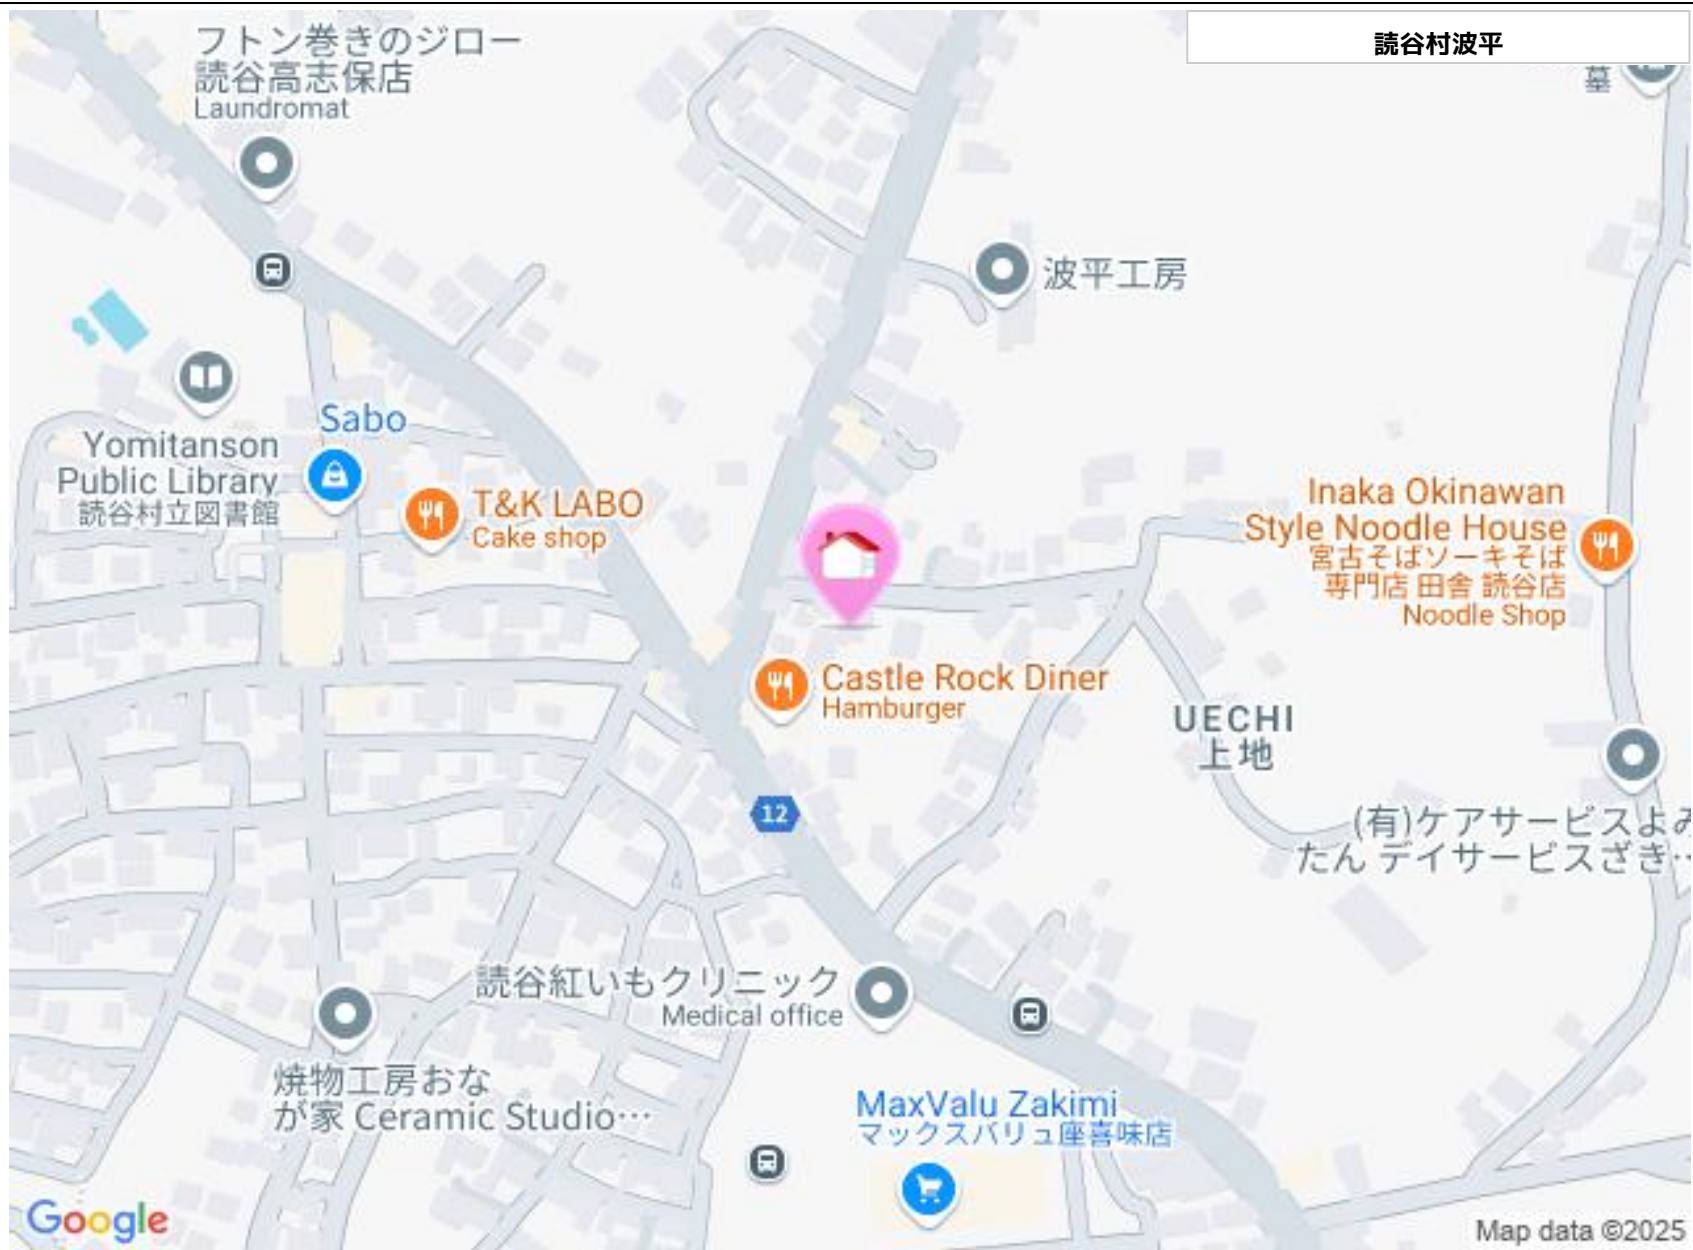 フトン巻きのジロー
読谷高志保店
Laundromat
読谷村波平
墓
波平工房
Sabo
Yomitanson
Public Library
読谷村立図書館
T&K LABO
Cake shop
Inaka Okinawan
Style Noodle House
宮古そばソーキそば
専門店 田舎 読谷店
Noodle Shop
Castle Rock Diner
Hamburger
UECHI
上地
12
(有)ケアサービスよみ
たん デイサービスざき…
読谷紅いもクリニック
Medical office
焼物工房おな
が家 Ceramic Studio…
MaxValu Zakimi
マックスバリュ座喜味店
Google
Map data ©2025